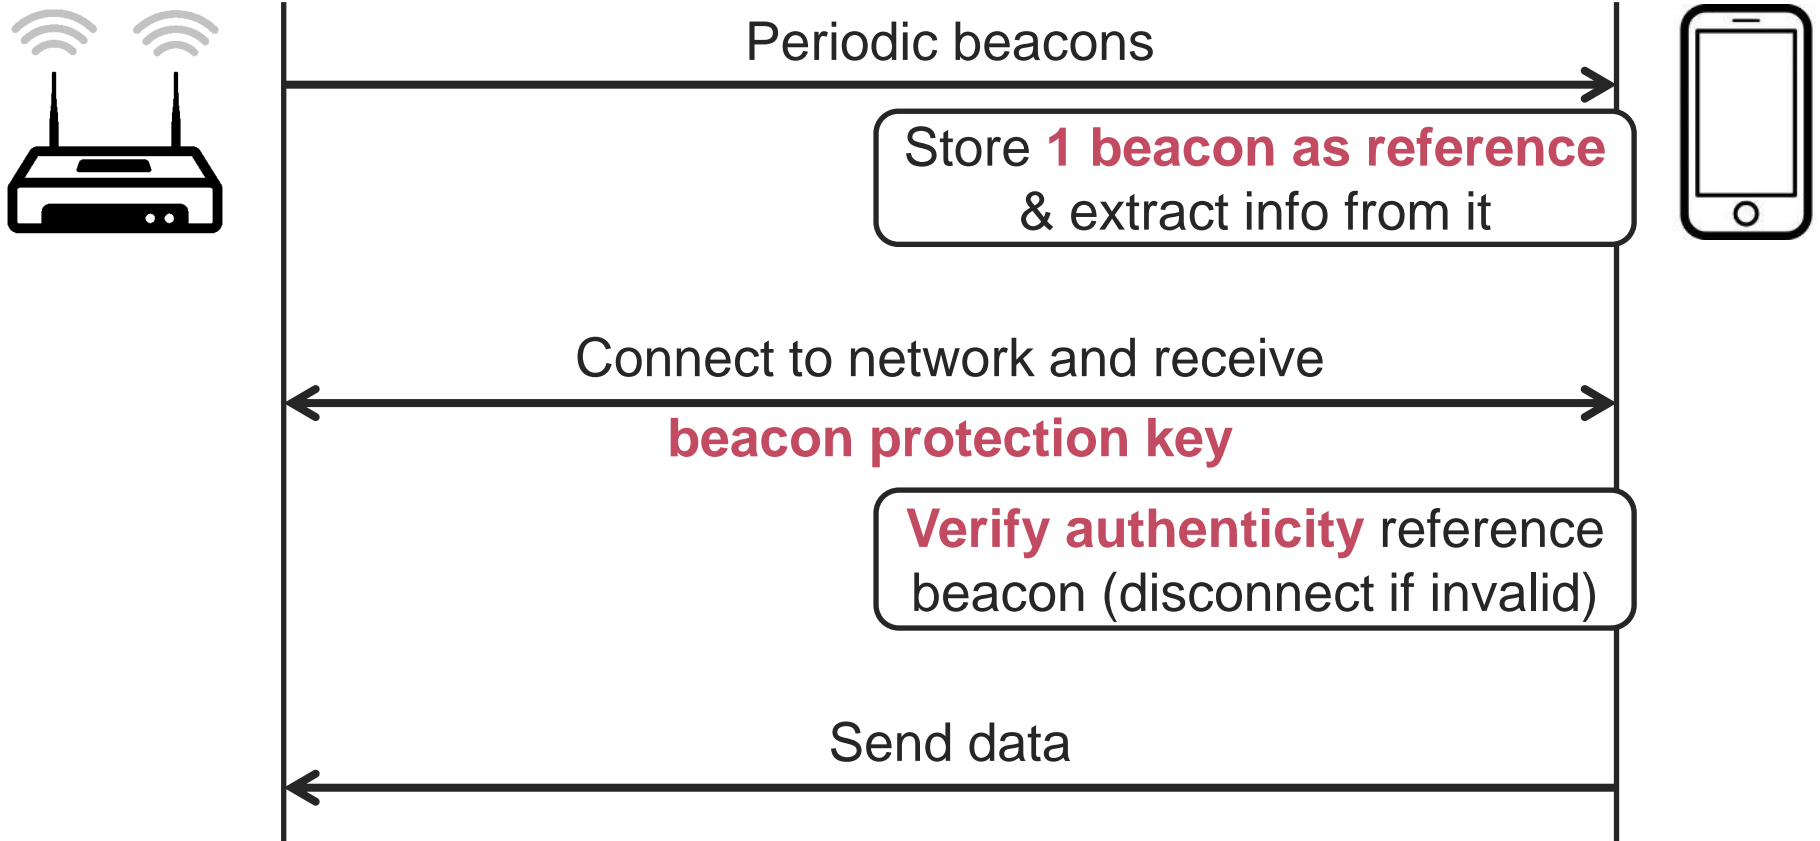 Periodic beacons
Store 1 beacon as reference
& extract info from it
Connect to network and receive
beacon protection key
Verify authenticity reference
beacon (disconnect if invalid)
Send data